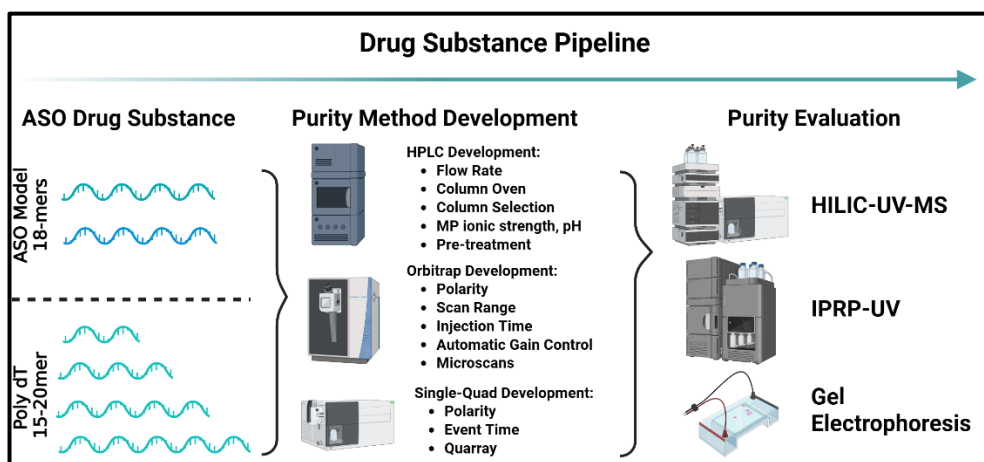 Drug Substance Pipeline
ASO Drug Substance
ASO Model
18-mers
Poly dT
15-20mer
Purity Method Development
HPLC Development:
• Flow Rate
• Column Oven
• Column Selection
• MP ionic strength, pH
• Pre-treatment
Orbitrap Development:
• Polarity
• Scan Range
• Injection Time
• Automatic Gain Control
• Microscans
Single-Quad Development:
• Polarity
• Event Time
• Quarray
Purity Evaluation
HILIC-UV-MS
IPRP-UV
Gel
Electrophoresis